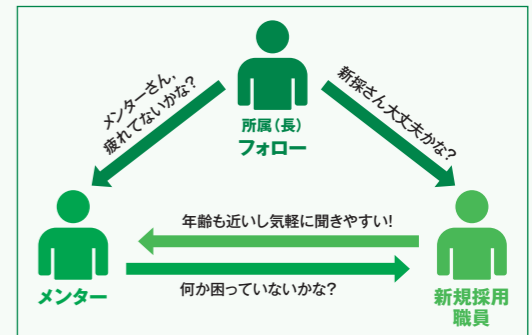 メンターさん、
疲れてないかな?
新採さん大丈夫かな?
所属(長)
フォロー
年齢も近いし気軽に聞きやすい!
何か困っていないかな?
メンター
新規採用
職員